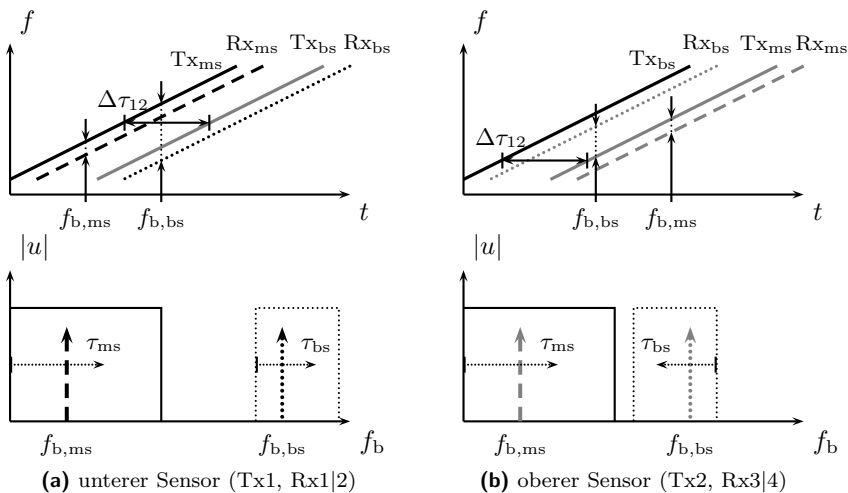 f
Tx_ms
Rx_ms
Tx_bs
Rx_bs
Δτ_12
f_b,ms
f_b,bs
t
f
Tx_bs
Rx_bs
Tx_ms
Rx_ms
Δτ_12
f_b,bs
f_b,ms
t
|u|
τ_ms
τ_bs
f_b,ms
f_b,bs
f_b
(a) unterer Sensor (Tx1, Rx1|2)
|u|
τ_ms
τ_bs
f_b,ms
f_b,bs
f_b
(b) oberer Sensor (Tx2, Rx3|4)